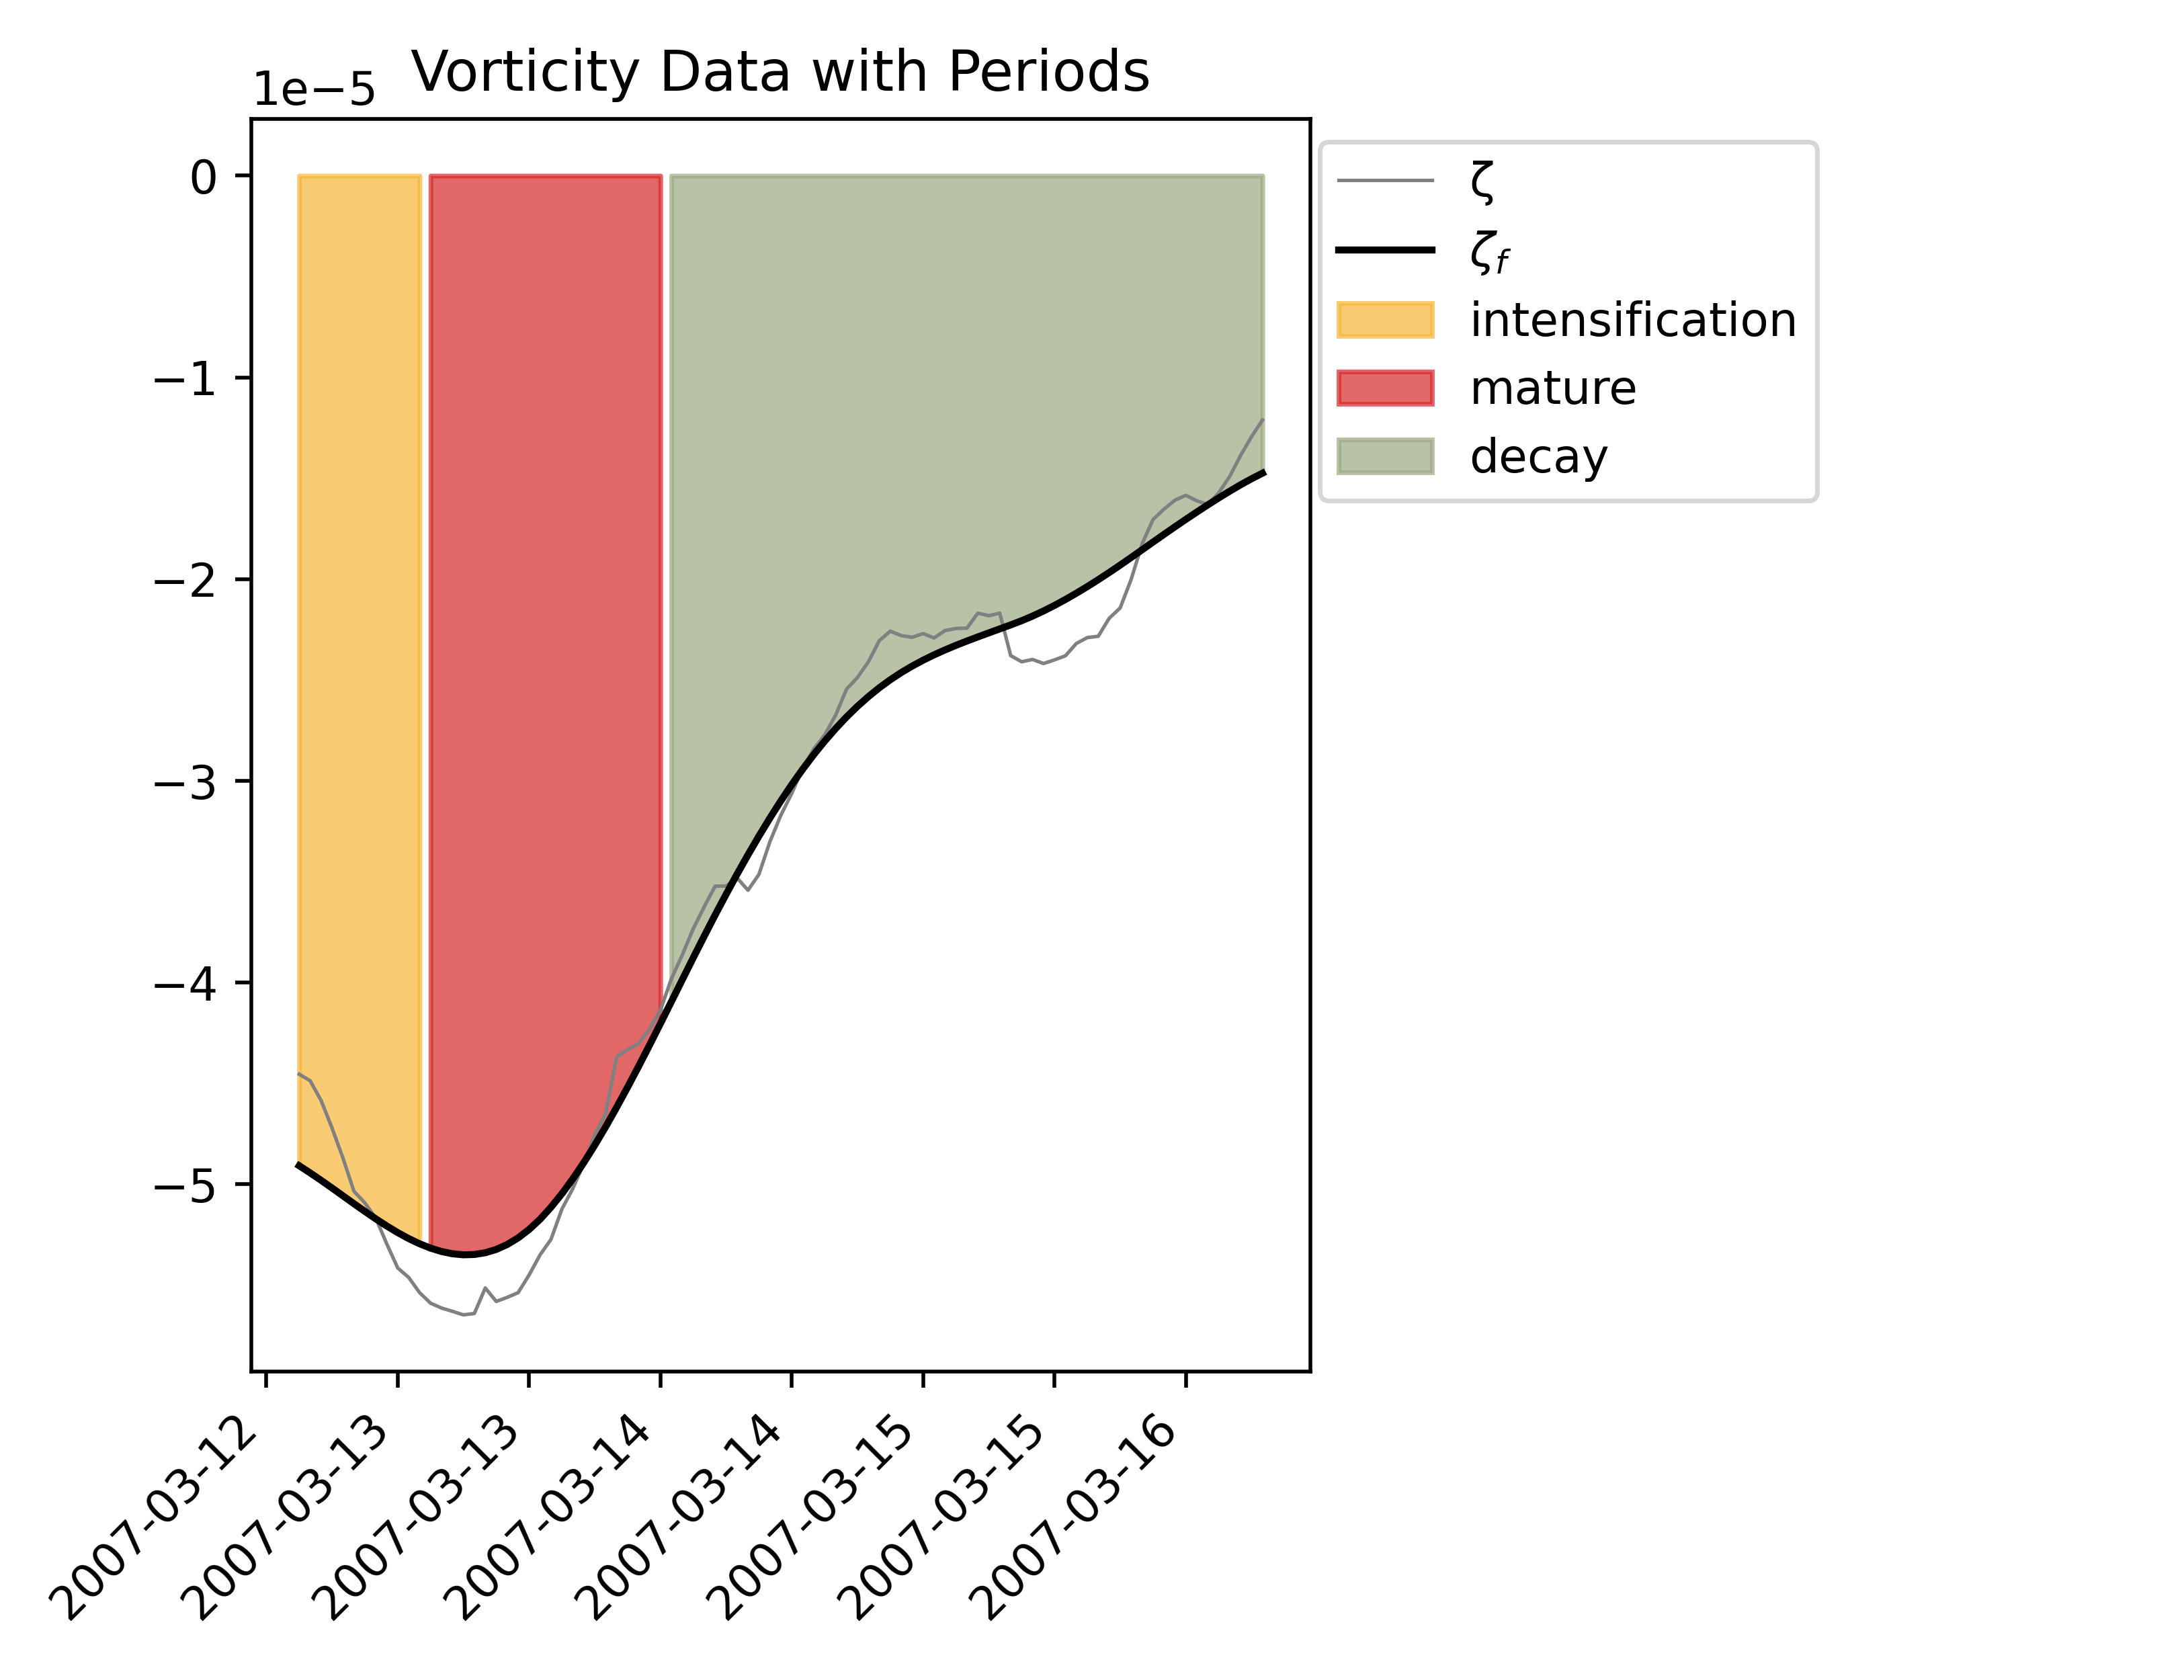 Vorticity Data with Periods
1e−5
0
−1
−2
−3
−4
−5
2007-03-12
2007-03-13
2007-03-13
2007-03-14
2007-03-14
2007-03-15
2007-03-15
2007-03-16
ζ
ζf
intensification
mature
decay